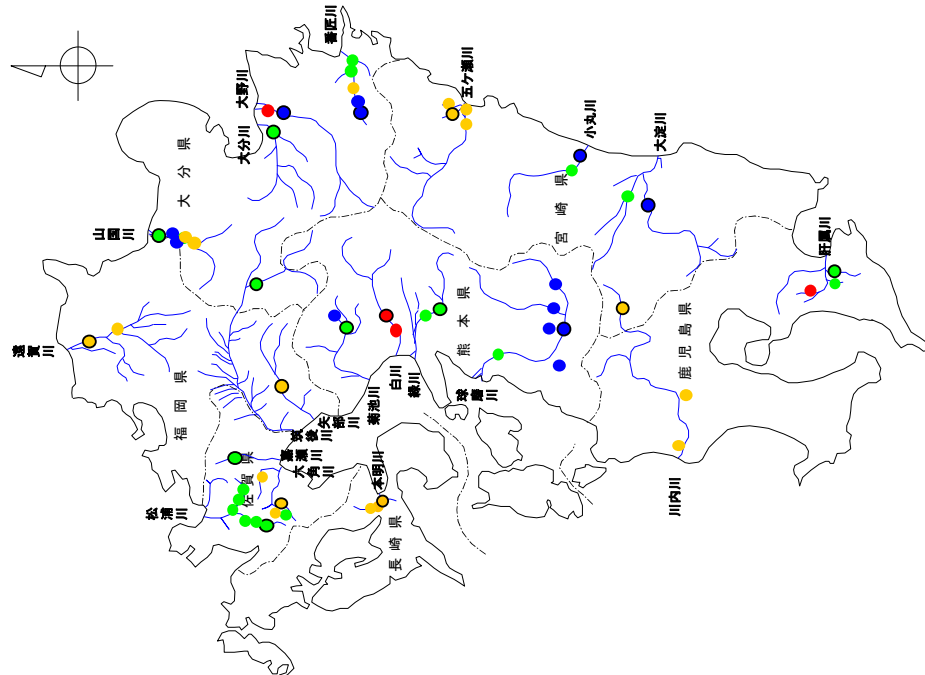 番匠川
大野川
五ケ瀬川
大分川
大分県
小丸川
大淀川
山国川
宮崎県
肝属川
遠賀川
熊本県
鹿児島県
福岡県
白川
緑川
菊池川
球磨川
矢部川
筑後川
嘉瀬川
六角川
本明川
佐賀県
松浦川
川内川
長崎県